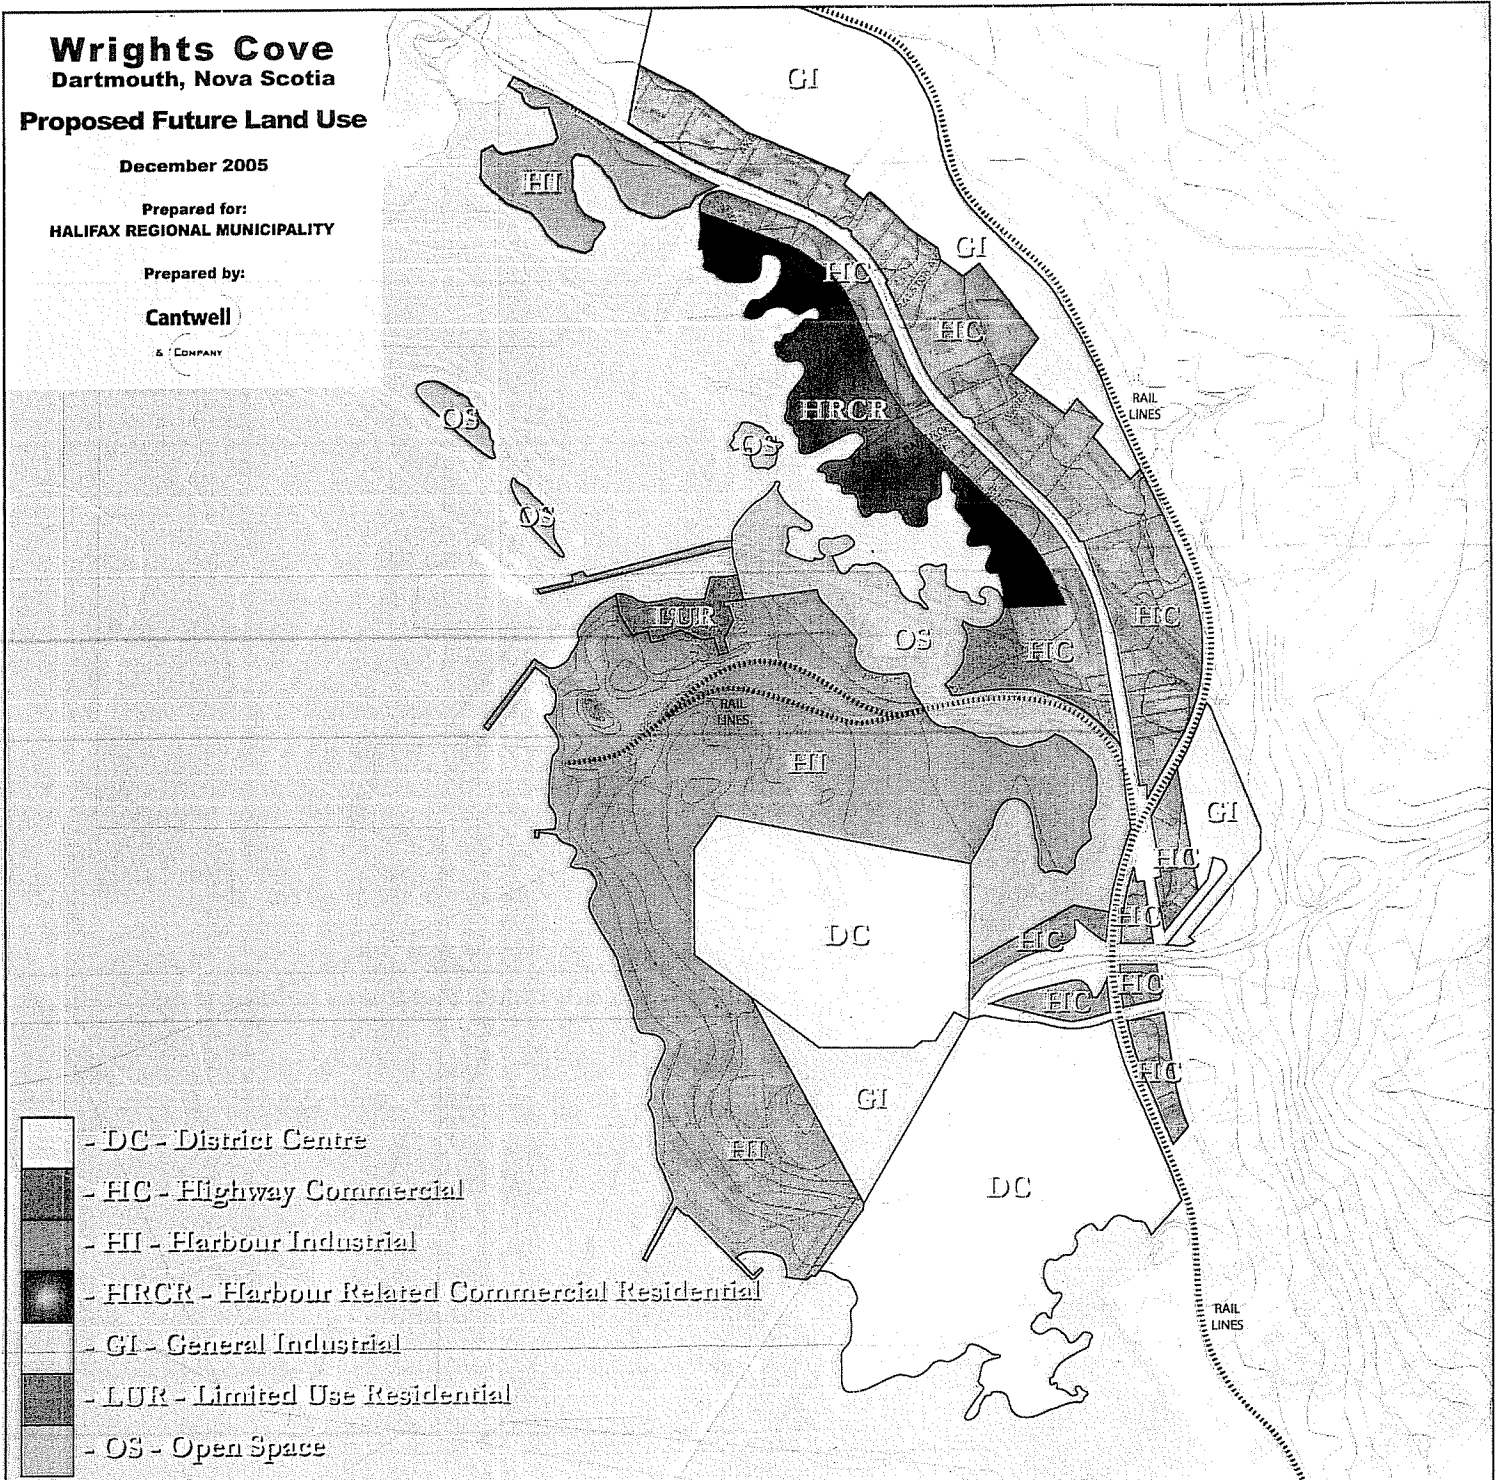 Wrights Cove
Dartmouth, Nova Scotia
Proposed Future Land Use
December 2005
Prepared for:
HALIFAX REGIONAL MUNICIPALITY
Prepared by:
Cantwell
& COMPANY
GI
HI
GI
HC
HC
RAIL
LINES
HRCR
OS
OS
OS
LUR
OS
HC
HC
RAIL
LINES
HI
GI
HC
HC
DC
HC
HC
HC
HC
GI
HI
DC
RAIL
LINES
- DC - District Centre
- HC - Highway Commercial
- HI - Harbour Industrial
- HRCR - Harbour Related Commercial Residential
- GI - General Industrial
- LUR - Limited Use Residential
- OS - Open Space